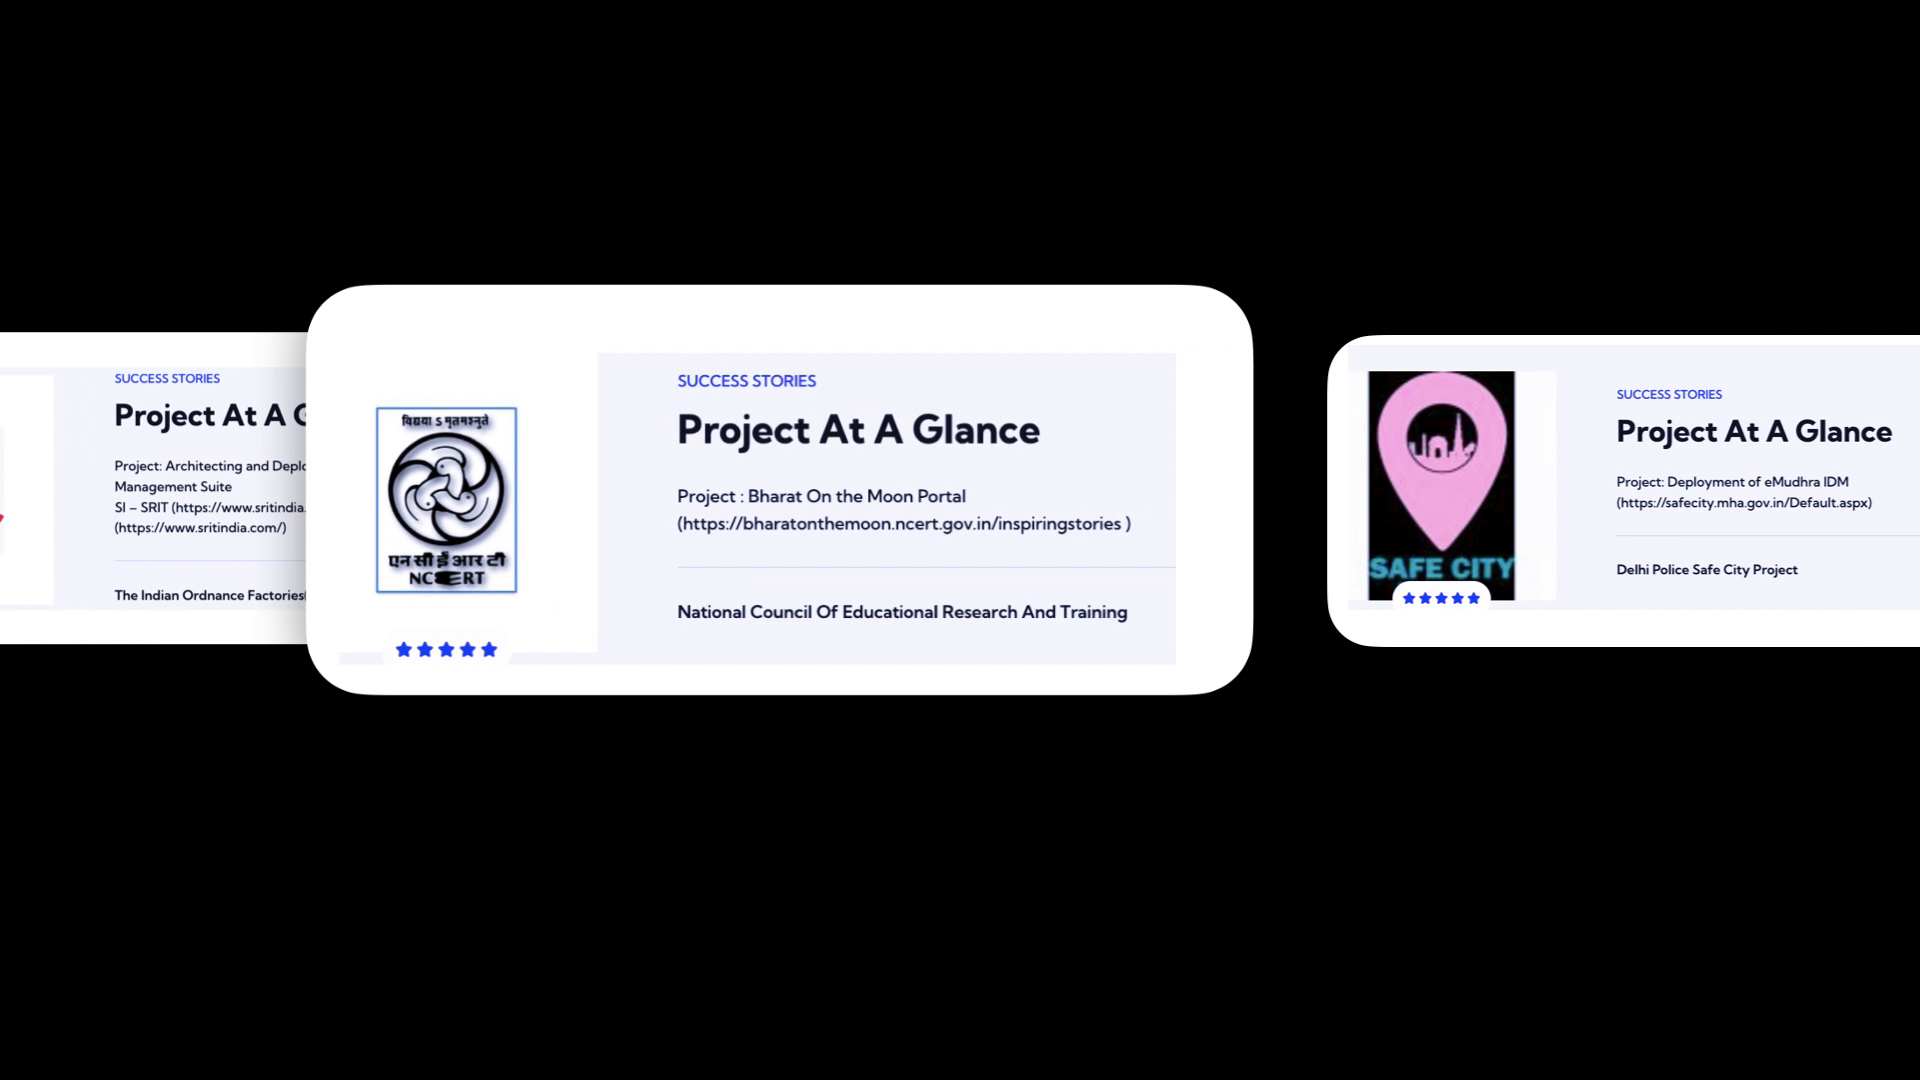 SUCCESS STORIES
Project At A
Project: Architecting and
Management Suite
SI – SRIT (https://www.sritindia.
(https://www.sritindia.com/)
The Indian Ordnance Factories
विद्यया ऽ मृतमश्नुते
एन सी ई आर टी
NCERT
SUCCESS STORIES
Project At A Glance
Project : Bharat On the Moon Portal
(https://bharatonthemoon.ncert.gov.in/inspiringstories )
National Council Of Educational Research And Training
SAFE CITY
SUCCESS STORIES
Project At A Glance
Project: Deployment of eMudhra IDM
(https://safecity.mha.gov.in/Default.aspx)
Delhi Police Safe City Project